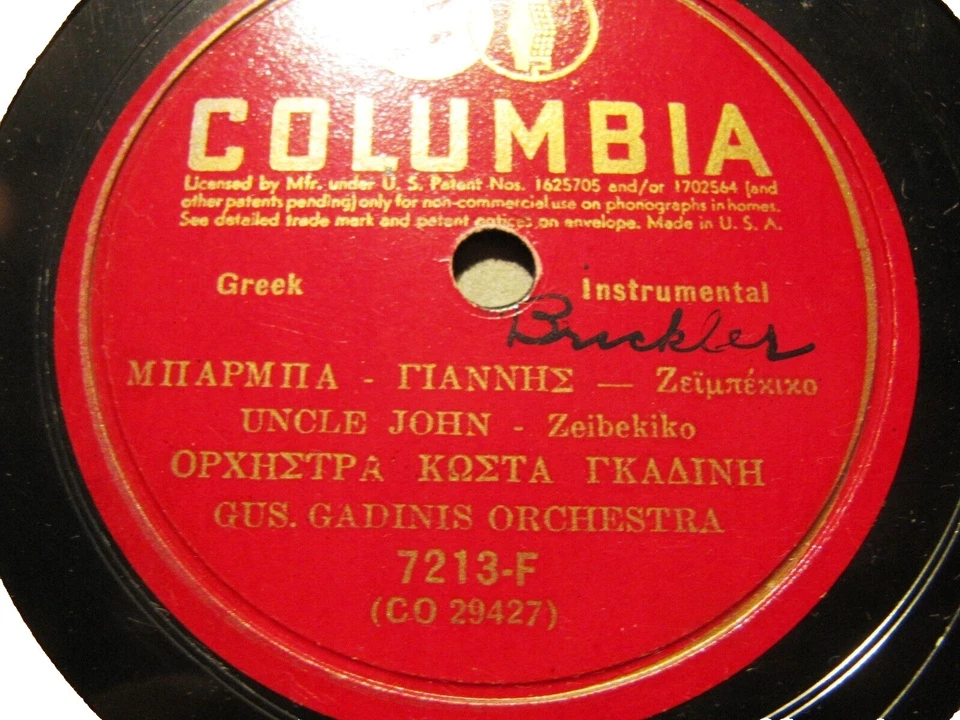 COLUMBIA
Licensed by Mfr. under U. S. Patent Nos. 1625705 and/or 1702564 (and
other patents pending) only for non-commercial use on phonographs in homes.
See detailed trade mark and patent notices on envelope. Made in U. S. A.
Greek Instrumental
Bruckler
ΜΠΑΡΜΠΑ - ΓΙΑΝΝΗΣ — Ζεϊμπέκικο
UNCLE JOHN - Zeibekiko
ΟΡΧΗΣΤΡΑ ΚΩΣΤΑ ΓΚΑΔΙΝΗ
GUS. GADINIS ORCHESTRA
7213-F
(CO 29427)